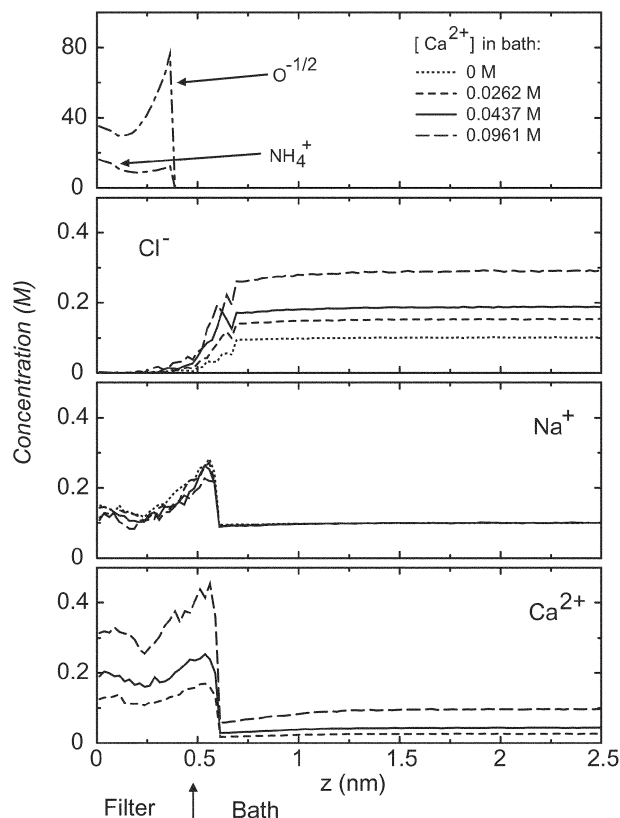 80
40
0
O-1/2
NH4+
[ Ca2+] in bath:
0 M
0.0262 M
0.0437 M
0.0961 M
Concentration (M)
0.4
0.2
0
Cl-
0.4
0.2
0
Na+
0.4
0.2
0
Ca2+
0 0.5 1 1.5 2 2.5
z (nm)
Filter Bath